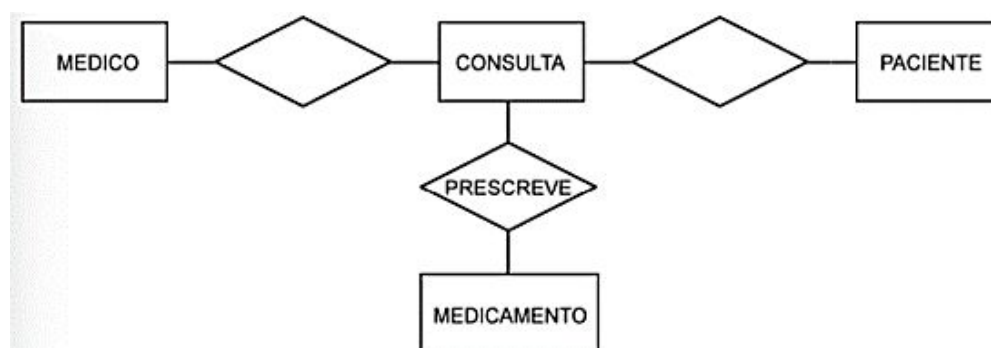 MEDICO
CONSULTA
PACIENTE
PRESCREVE
MEDICAMENTO